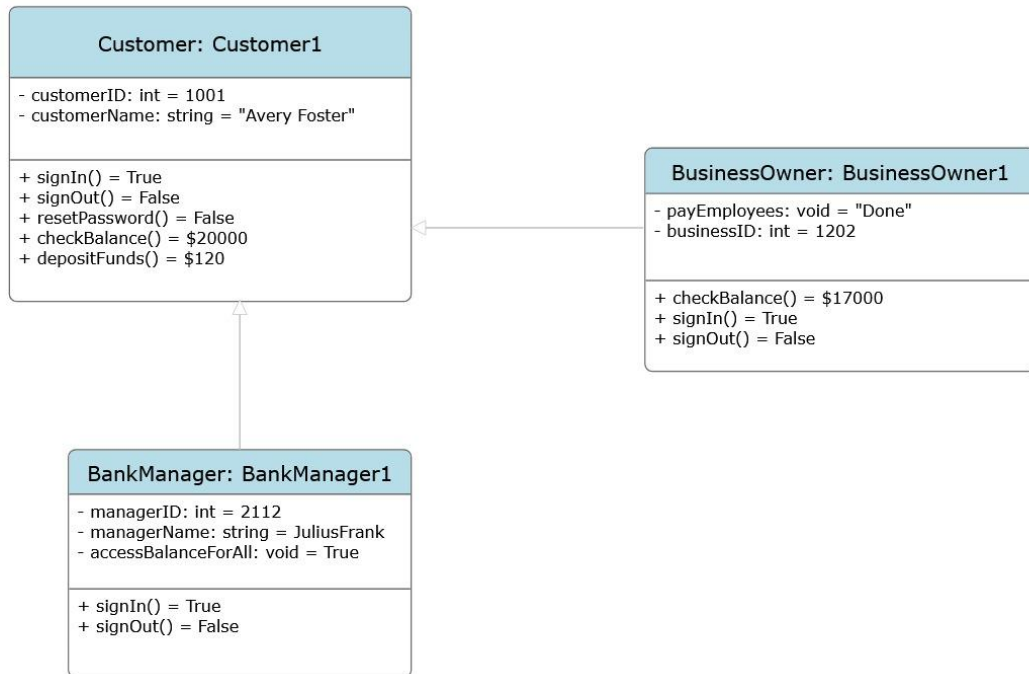 Customer: Customer1
- customerID: int = 1001
- customerName: string = "Avery Foster"
+ signIn() = True
+ signOut() = False
+ resetPassword() = False
+ checkBalance() = $20000
+ depositFunds() = $120
BusinessOwner: BusinessOwner1
- payEmployees: void = "Done"
- businessID: int = 1202
+ checkBalance() = $17000
+ signIn() = True
+ signOut() = False
BankManager: BankManager1
- managerID: int = 2112
- managerName: string = JuliusFrank
- accessBalanceForAll: void = True
+ signIn() = True
+ signOut() = False